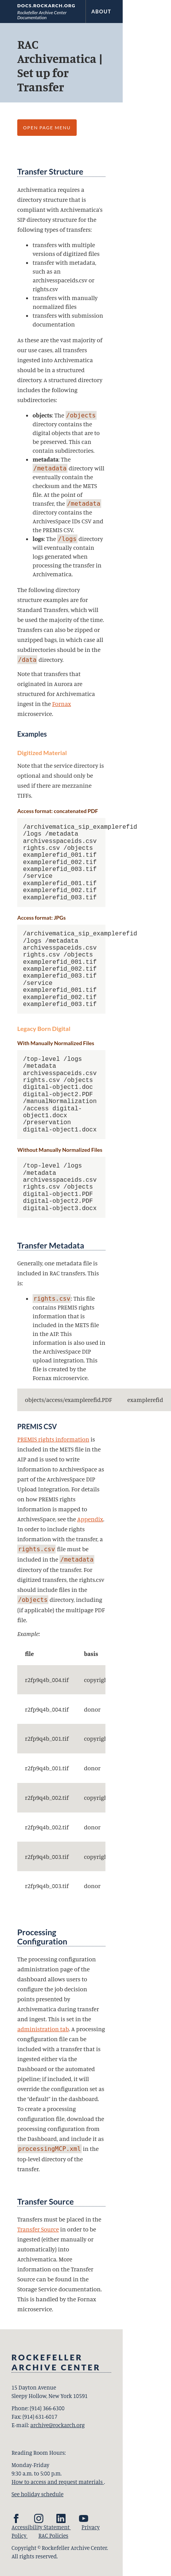 DOCS.ROCKARCH.ORG
Rockefeller Archive Center
Documentation
ABOUT
RAC
Archivematica |
Set up for
Transfer
OPEN PAGE MENU
Transfer Structure
Archivematica requires a
directory structure that is
compliant with Archivematica's
SIP directory structure for the
following types of transfers:
transfers with multiple
versions of digitized files
transfer with metadata,
such as an
archivesspaceids.csv or
rights.csv
transfers with manually
normalized files
transfers with submission
documentation
As these are the vast majority of
our use cases, all transfers
ingested into Archivematica
should be in a structured
directory. A structured directory
includes the following
subdirectories:
objects: The /objects
directory contains the
digital objects that are to
be preserved. This can
contain subdirectories.
metadata: The
/metadata directory will
eventually contain the
checksum and the METS
file. At the point of
transfer, the /metadata
directory contains the
ArchivesSpace IDs CSV and
the PREMIS CSV.
logs: The /logs directory
will eventually contain
logs generated when
processing the transfer in
Archivematica.
The following directory
structure examples are for
Standard Transfers, which will
be used the majority of the time.
Transfers can also be zipped or
unzipped bags, in which case all
subdirectories should be in the
/data directory.
Note that transfers that
originated in Aurora are
structured for Archivematica
ingest in the Fornax
microservice.
Examples
Digitized Material
Note that the service directory is
optional and should only be
used if there are mezzanine
TIFFs.
Access format: concatenated PDF
/archivematica_sip_examplerefid
/logs /metadata
archivesspaceids.csv
rights.csv /objects
examplerefid_001.tif
examplerefid_002.tif
examplerefid_003.tif
/service
examplerefid_001.tif
examplerefid_002.tif
examplerefid_003.tif
Access format: JPGs
/archivematica_sip_examplerefid
/logs /metadata
archivesspaceids.csv
rights.csv /objects
examplerefid_001.tif
examplerefid_002.tif
examplerefid_003.tif
/service
examplerefid_001.tif
examplerefid_002.tif
examplerefid_003.tif
Legacy Born Digital
With Manually Normalized Files
/top-level /logs
/metadata
archivesspaceids.csv
rights.csv /objects
digital-object1.doc
digital-object2.PDF
/manualNormalization
/access digital-
object1.docx
/preservation
digital-object1.docx
Without Manually Normalized Files
/top-level /logs
/metadata
archivesspaceids.csv
rights.csv /objects
digital-object1.PDF
digital-object2.PDF
digital-object3.docx
Transfer Metadata
Generally, one metadata file is
included in RAC transfers. This
is:
rights.csv: This file
contains PREMIS rights
information that is
included in the METS file
in the AIP. This
information is also used in
the ArchivesSpace DIP
upload integration. This
file is created by the
Fornax microservice.
objects/access/examplerefid.PDF examplerefid
PREMIS CSV
PREMIS rights information is
included in the METS file in the
AIP and is used to write
information to ArchivesSpace as
part of the ArchivesSpace DIP
Upload Integration. For details
on how PREMIS rights
information is mapped to
ArchivesSpace, see the Appendix.
In order to include rights
information with the transfer, a
rights.csv file must be
included in the /metadata
directory of the transfer. For
digitized transfers, the rights.csv
should include files in the
/objects directory, including
(if applicable) the multipage PDF
file.
Example:
file basis
r2fp9q4b_004.tif
r2fp9q4b_004.tif donor
r2fp9q4b_001.tif
r2fp9q4b_001.tif donor
r2fp9q4b_002.tif
r2fp9q4b_002.tif donor
r2fp9q4b_003.tif
r2fp9q4b_003.tif donor
Processing
Configuration
The processing configuration
administration page of the
dashboard allows users to
configure the job decision
points presented by
Archivematica during transfer
and ingest. This is set in the
administration tab. A processing
congifguration file can be
included with a transfer that is
ingested either via the
Dashboard or the automated
pipeline; if included, it will
override the configuration set as
the "default" in the dashboard.
To create a processing
configuration file, download the
processing configuration from
the Dashboard, and include it as
processingMCP.xml in the
top-level directory of the
transfer.
Transfer Source
Transfers must be placed in the
Transfer Source in order to be
ingested (either manually or
automatically) into
Archivematica. More
information on the Transfer
Source can be found in the
Storage Service documentation.
This is handled by the Fornax
microservice.
ROCKEFELLER
ARCHIVE CENTER
15 Dayton Avenue
Sleepy Hollow, New York 10591
Phone: (914) 366-6300
Fax: (914) 631-6017
E-mail: archive@rockarch.org
Reading Room Hours:
Monday-Friday
9:30 a.m. to 5:00 p.m.
How to access and request materials.
See holiday schedule
Accessibility Statement Privacy
Policy RAC Policies
Copyright © Rockefeller Archive Center.
All rights reserved.